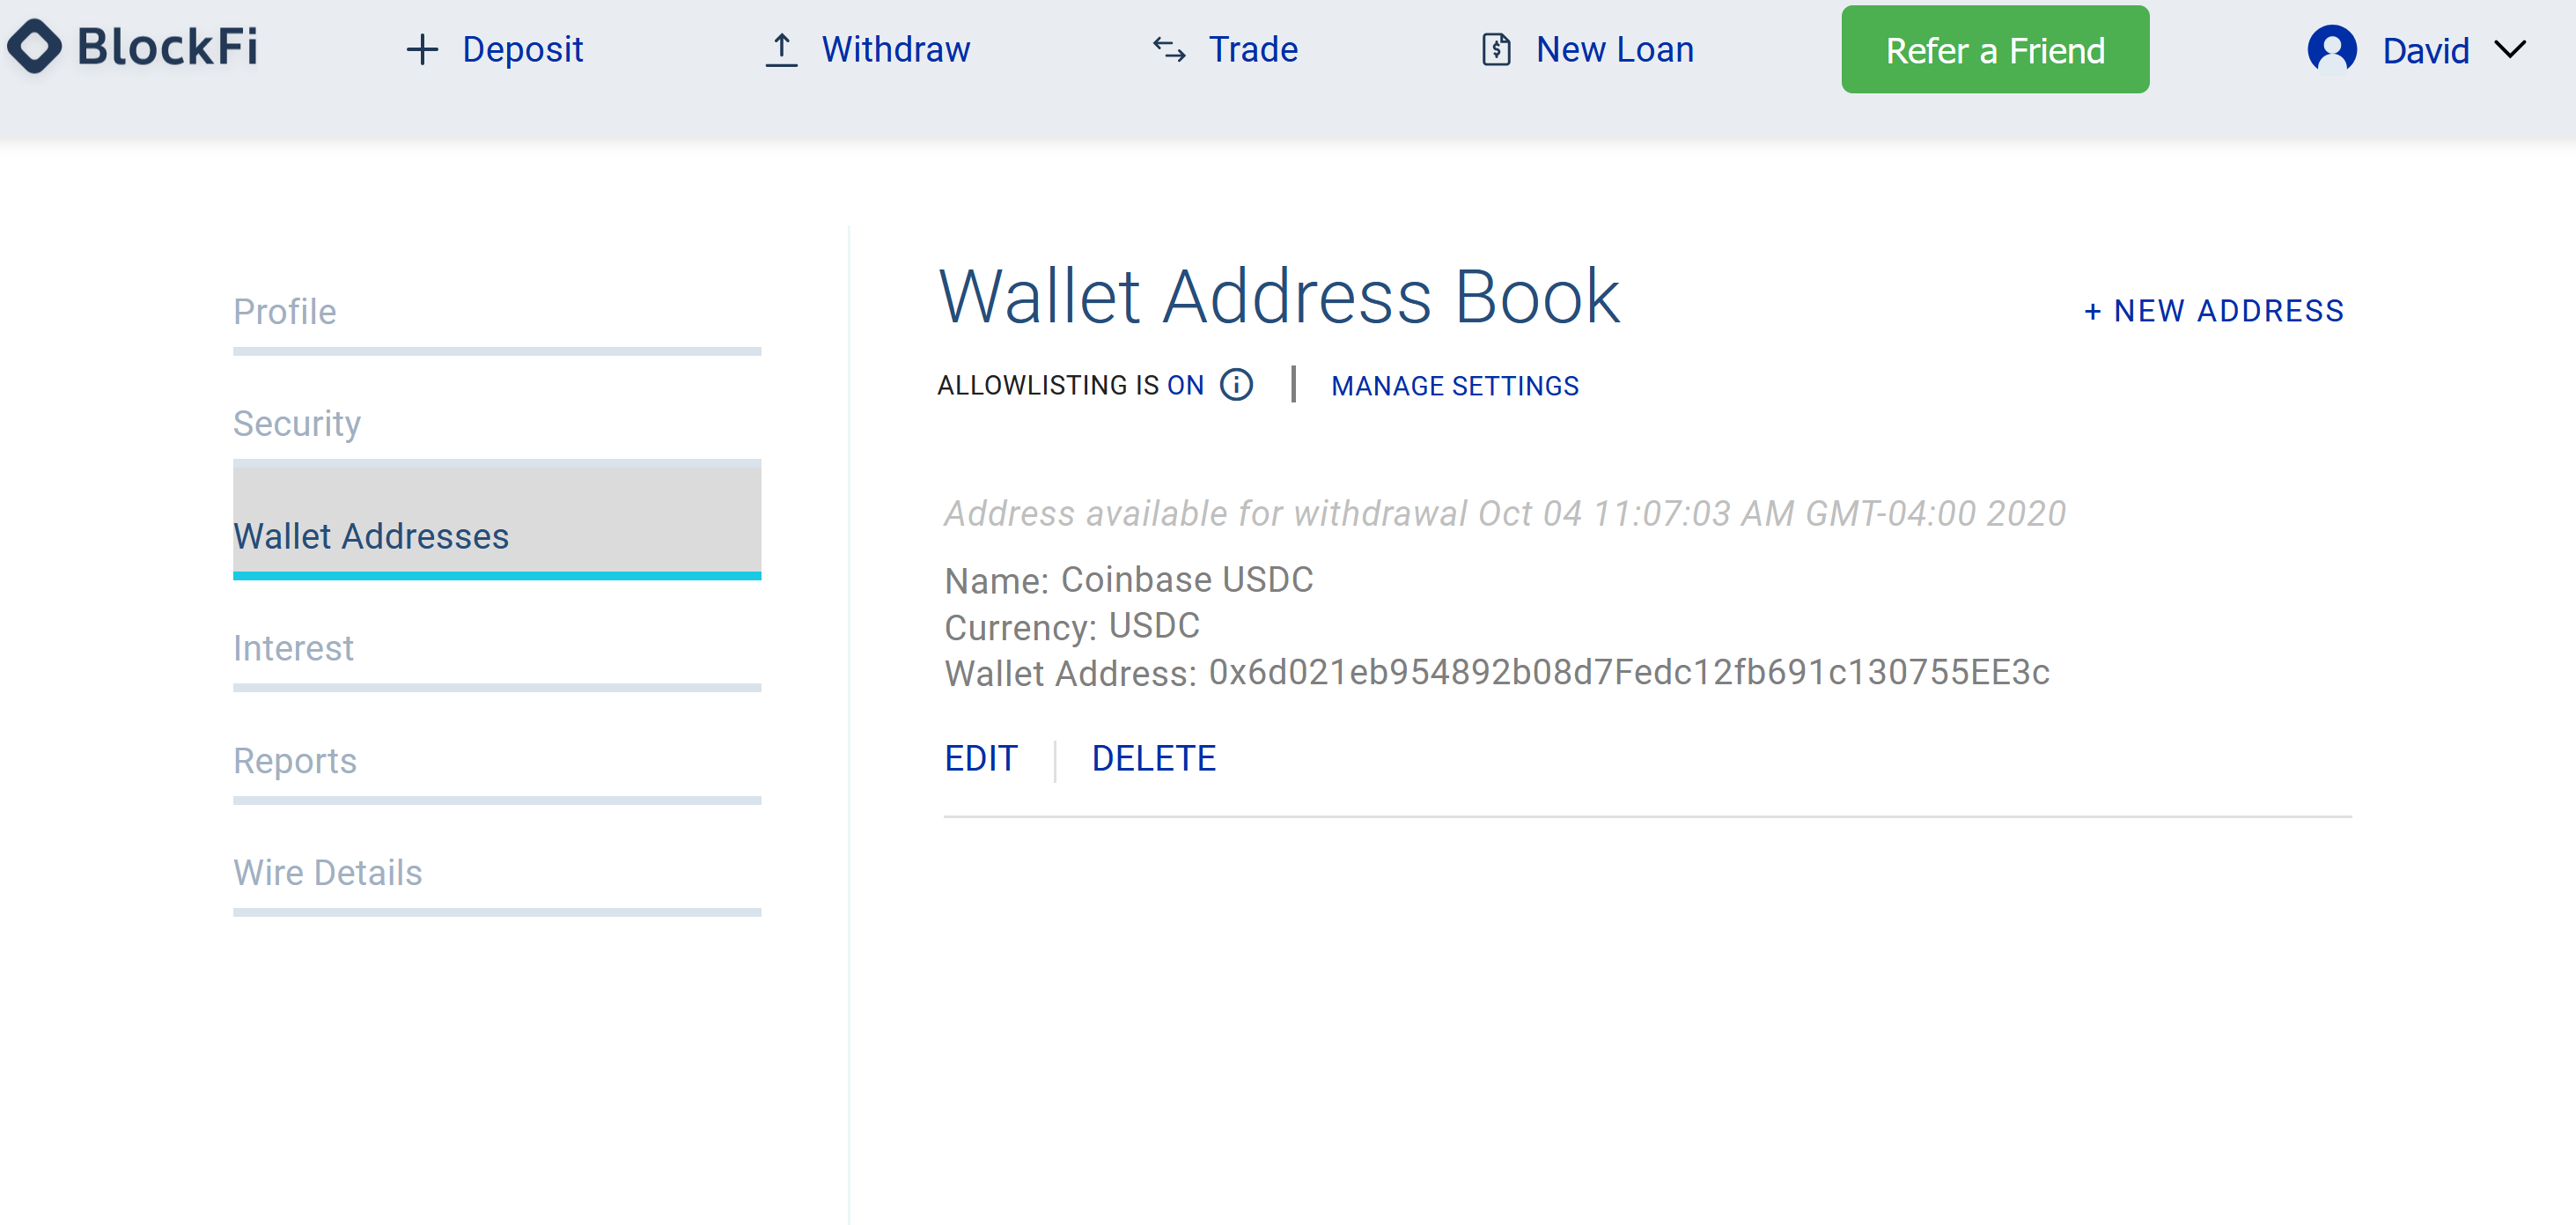 BlockFi
Deposit
Withdraw
Trade
New Loan
Refer a Friend
David
Profile
Security
Wallet Addresses
Interest
Reports
Wire Details
Wallet Address Book
+ NEW ADDRESS
ALLOWLISTING IS ON
MANAGE SETTINGS
Address available for withdrawal Oct 04 11:07:03 AM GMT-04:00 2020
Name: Coinbase USDC
Currency: USDC
Wallet Address: 0x6d021eb954892b08d7Fedc12fb691c130755EE3c
EDIT
DELETE